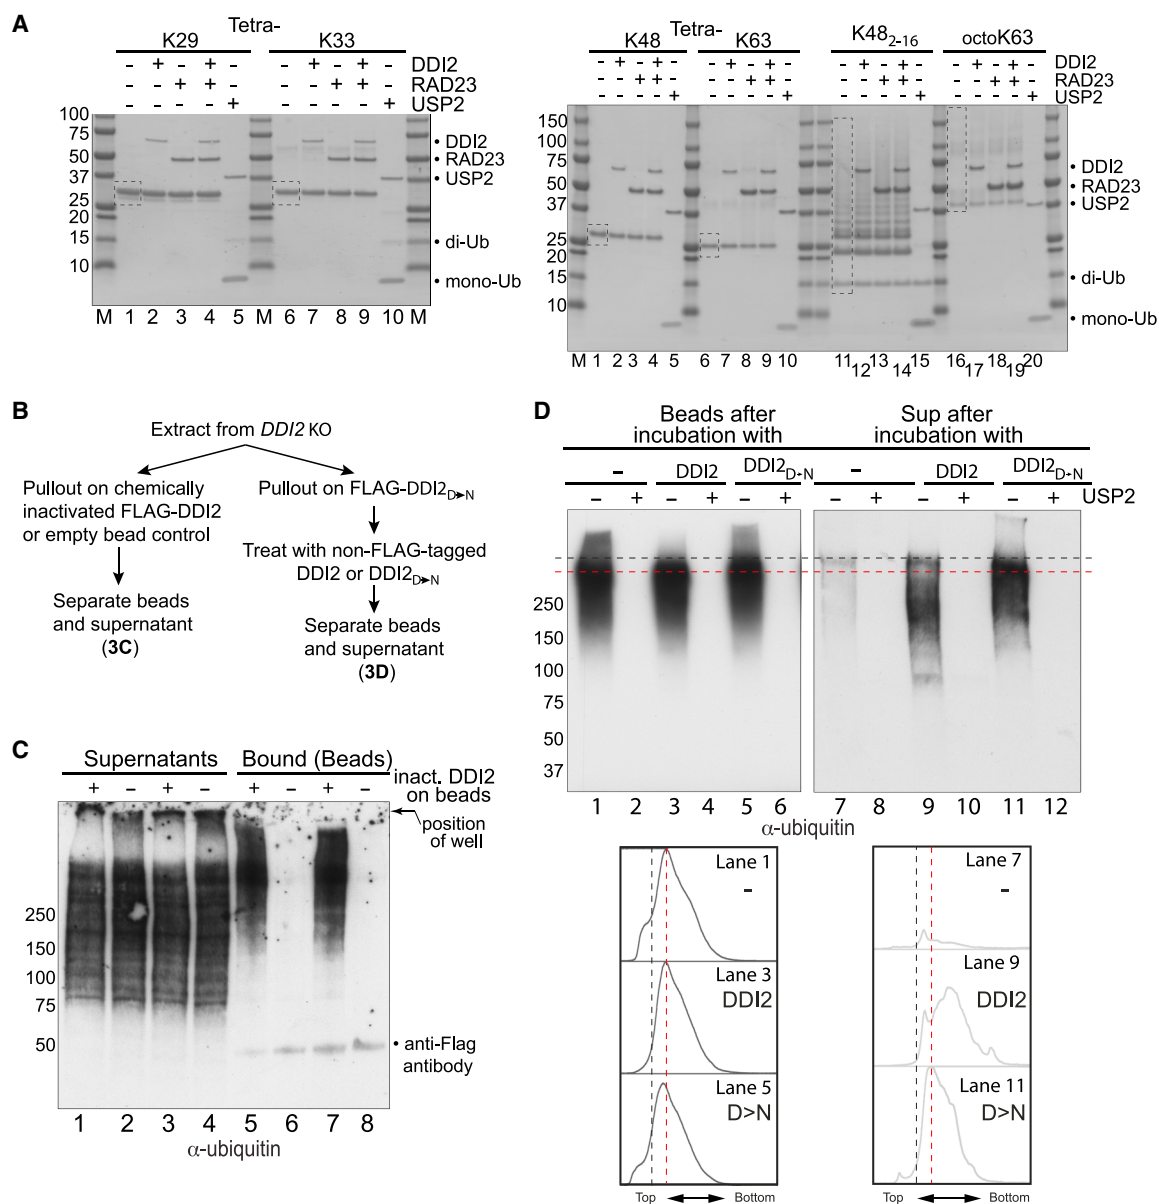 A
Tetra-
K29 K33
- + - + - - + - + - DDI2
- - + + - - - + + - RAD23
- - - - + - - - - + USP2
100
75
50
37
25
20
15
10
• DDI2
• RAD23
• USP2
• di-Ub
• mono-Ub
M 1 2 3 4 5 M 6 7 8 9 10 M
Tetra-
K48 K63 K48₂₋₁₆ octoK63
- + - + - - + - + - - + - + - - + - + - DDI2
- - + + - - - + + - - - + + - - - + + - RAD23
- - - - + - - - - + - - - - + - - - - + USP2
150
100
75
50
37
25
20
15
10
• DDI2
• RAD23
• USP2
• di-Ub
• mono-Ub
M 1 2 3 4 5 6 7 8 9 10 11 12 13 14 15 16 17 18 19 20
B
Extract from DDI2 KO
Pullout on chemically
inactivated FLAG-DDI2
or empty bead control
Separate beads
and supernatant
(3C)
Pullout on FLAG-DDI2D➤N
Treat with non-FLAG-tagged
DDI2 or DDI2D➤N
Separate beads
and supernatant
(3D)
C
Supernatants Bound (Beads)
+ - + - + - + - inact. DDI2
on beads
position
of well
250
150
100
75
50
• anti-Flag
antibody
1 2 3 4 5 6 7 8
α-ubiquitin
D
Beads after
incubation with
Sup after
incubation with
- DDI2 DDI2D➤N - DDI2 DDI2D➤N
- + - + - + - + - + - + USP2
250
150
100
75
50
37
1 2 3 4 5 6 7 8 9 10 11 12
α-ubiquitin
Lane 1
-
Lane 3
DDI2
Lane 5
D>N
Top Bottom
Lane 7
-
Lane 9
DDI2
Lane 11
D>N
Top Bottom